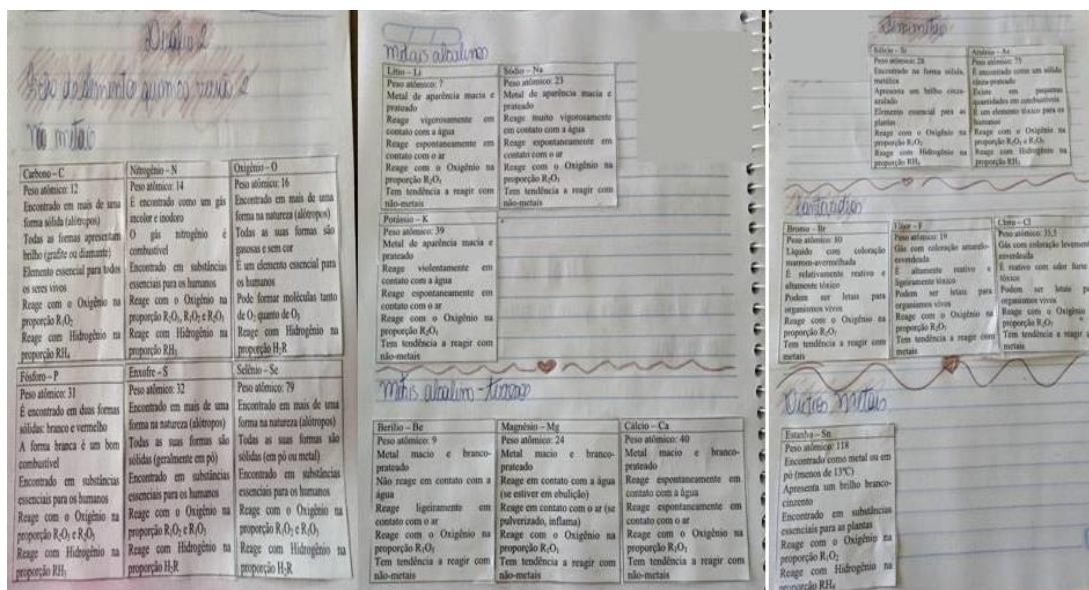 Não metais
Carbono – C
Peso atômico: 12
Encontrado em mais de uma
forma sólida (alótropos)
Todas as formas apresentam
brilho (grafite ou diamante)
Elemento essencial para todos
os seres vivos
Reage com o Oxigênio na
proporção R₁O₂
Reage com Hidrogênio na
proporção RH₄
Nitrogênio – N
Peso atômico: 14
É encontrado como um gás
incolor e inodoro
O gás nitrogênio é
combustível
Encontrado em substâncias
essenciais para os humanos
Reage com o Oxigênio na
proporção
Reage com Hidrogênio na
proporção RH₃
Oxigênio – O
Peso atômico: 16
Encontrado em mais de uma
forma na natureza (alótropos)
Todas as suas formas são
gasosas e sem cor
É um elemento essencial para
os humanos
Pode formar moléculas tanto
de O₂ quanto de O₃
Reage com Hidrogênio na
proporção H₂R
Fósforo – P
Peso atômico: 31
É encontrado em duas formas
sólidas: branco e vermelho
A forma branca é um bom
combustível
Encontrado em substâncias
essenciais para os humanos
Reage com o Oxigênio na
proporção R₂O₃ e R₂O₅
Reage com Hidrogênio na
proporção RH₃
Enxofre – S
Peso atômico: 32
Encontrado em mais de uma
forma na natureza (alótropos)
Todas as suas formas são
sólidas (geralmente em pó)
Encontrado em substâncias
essenciais para os humanos
Reage com o Oxigênio na
proporção R₁O₂ e R₁O₃
Reage com Hidrogênio na
proporção H₂R
Selênio – Se
Peso atômico: 79
Encontrado em mais de uma
forma na natureza (alótropos)
Todas as suas formas são
sólidas (em pó ou metal)
Encontrado em substâncias
essenciais para os humanos
Reage com o Oxigênio na
proporção R₁O₂ e R₁O₃
Reage com Hidrogênio na
proporção H₂R
Metais alcalinos
Lítio – Li
Peso atômico: 7
Metal de aparência macia e
prateado
Reage vigorosamente em
contato com a água
Reage espontaneamente em
contato com o ar
Reage com o Oxigênio na
proporção R₂O₁
Tem tendência a reagir com
não-metais
Sódio – Na
Peso atômico: 23
Metal de aparência macia e
prateado
Reage muito vigorosamente
em contato com a água
Reage espontaneamente em
contato com o ar
Reage com o Oxigênio na
proporção R₂O₁
Tem tendência a reagir com
não-metais
Potássio – K
Peso atômico: 39
Metal de aparência macia e
prateado
Reage violentamente em
contato com a água
Reage espontaneamente em
contato com o ar
Reage com o Oxigênio na
proporção R₂O₁
Tem tendência a reagir com
não-metais
Metais alcalino-terroso
Berílio – Be
Peso atômico: 9
Metal macio e branco-
prateado
Não reage em contato com a
água
Reage ligeiramente em
contato com o ar
Reage com o Oxigênio na
proporção R₁O₁
Tem tendência a reagir com
não-metais
Magnésio – Mg
Peso atômico: 24
Metal macio e branco-
prateado
Reage em contato com a água
(se estiver em ebulição)
Reage em contato com o ar (se
pulverizado, inflama)
Reage com o Oxigênio na
proporção R₁O₁
Tem tendência a reagir com
não-metais
Cálcio – Ca
Peso atômico: 40
Metal macio e branco-
prateado
Reage espontaneamente em
contato com a água
Reage espontaneamente em
contato com o ar
Reage com o Oxigênio na
proporção R₁O₁
Tem tendência a reagir com
não-metais
Silício – Si
Peso atômico: 28
Encontrado na forma sólida,
metálica
Apresenta um brilho cinza-
azulado
Elemento essencial para as
plantas
Reage com o Oxigênio na
proporção R₁O₂
Reage com Hidrogênio na
proporção RH₄
Arsênio – As
Peso atômico: 75
É encontrado como um sólido
cinza-prateado
Existe em pequenas
quantidades em combustíveis
É um elemento tóxico para os
humanos
Reage com o Oxigênio na
proporção R₂O₃ e R₂O₅
Reage com Hidrogênio na
proporção RH₃
Bromo – Br
Peso atômico: 80
Líquido com coloração
marrom-avermelhada
É relativamente reativo e
altamente tóxico
Podem ser letais para
organismos vivos
Reage com o Oxigênio na
proporção R₂O₇
Tem tendência a reagir com
metais
Flúor – F
Peso atômico: 19
Gás com coloração amarelo-
esverdeada
É altamente reativo e
ligeiramente tóxico
Podem ser letais para
organismos vivos
Reage com o Oxigênio na
proporção R₂O₇
Tem tendência a reagir com
metais
Cloro – Cl
Peso atômico: 35,5
Gás com coloração levemente
esverdeada
É reativo com odor forte
tóxico
Podem ser letais para
organismos vivos
Reage com o Oxigênio na
proporção R₂O₇
Tem tendência a reagir com
metais
Outros metais
Estanho – Sn
Peso atômico: 118
Encontrado como metal ou em
pó (menos de 13ºC)
Apresenta um brilho branco-
cinzento
Encontrado em substâncias
essenciais para as plantas
Reage com o Oxigênio na
proporção R₁O₂
Reage com Hidrogênio na
proporção RH₄